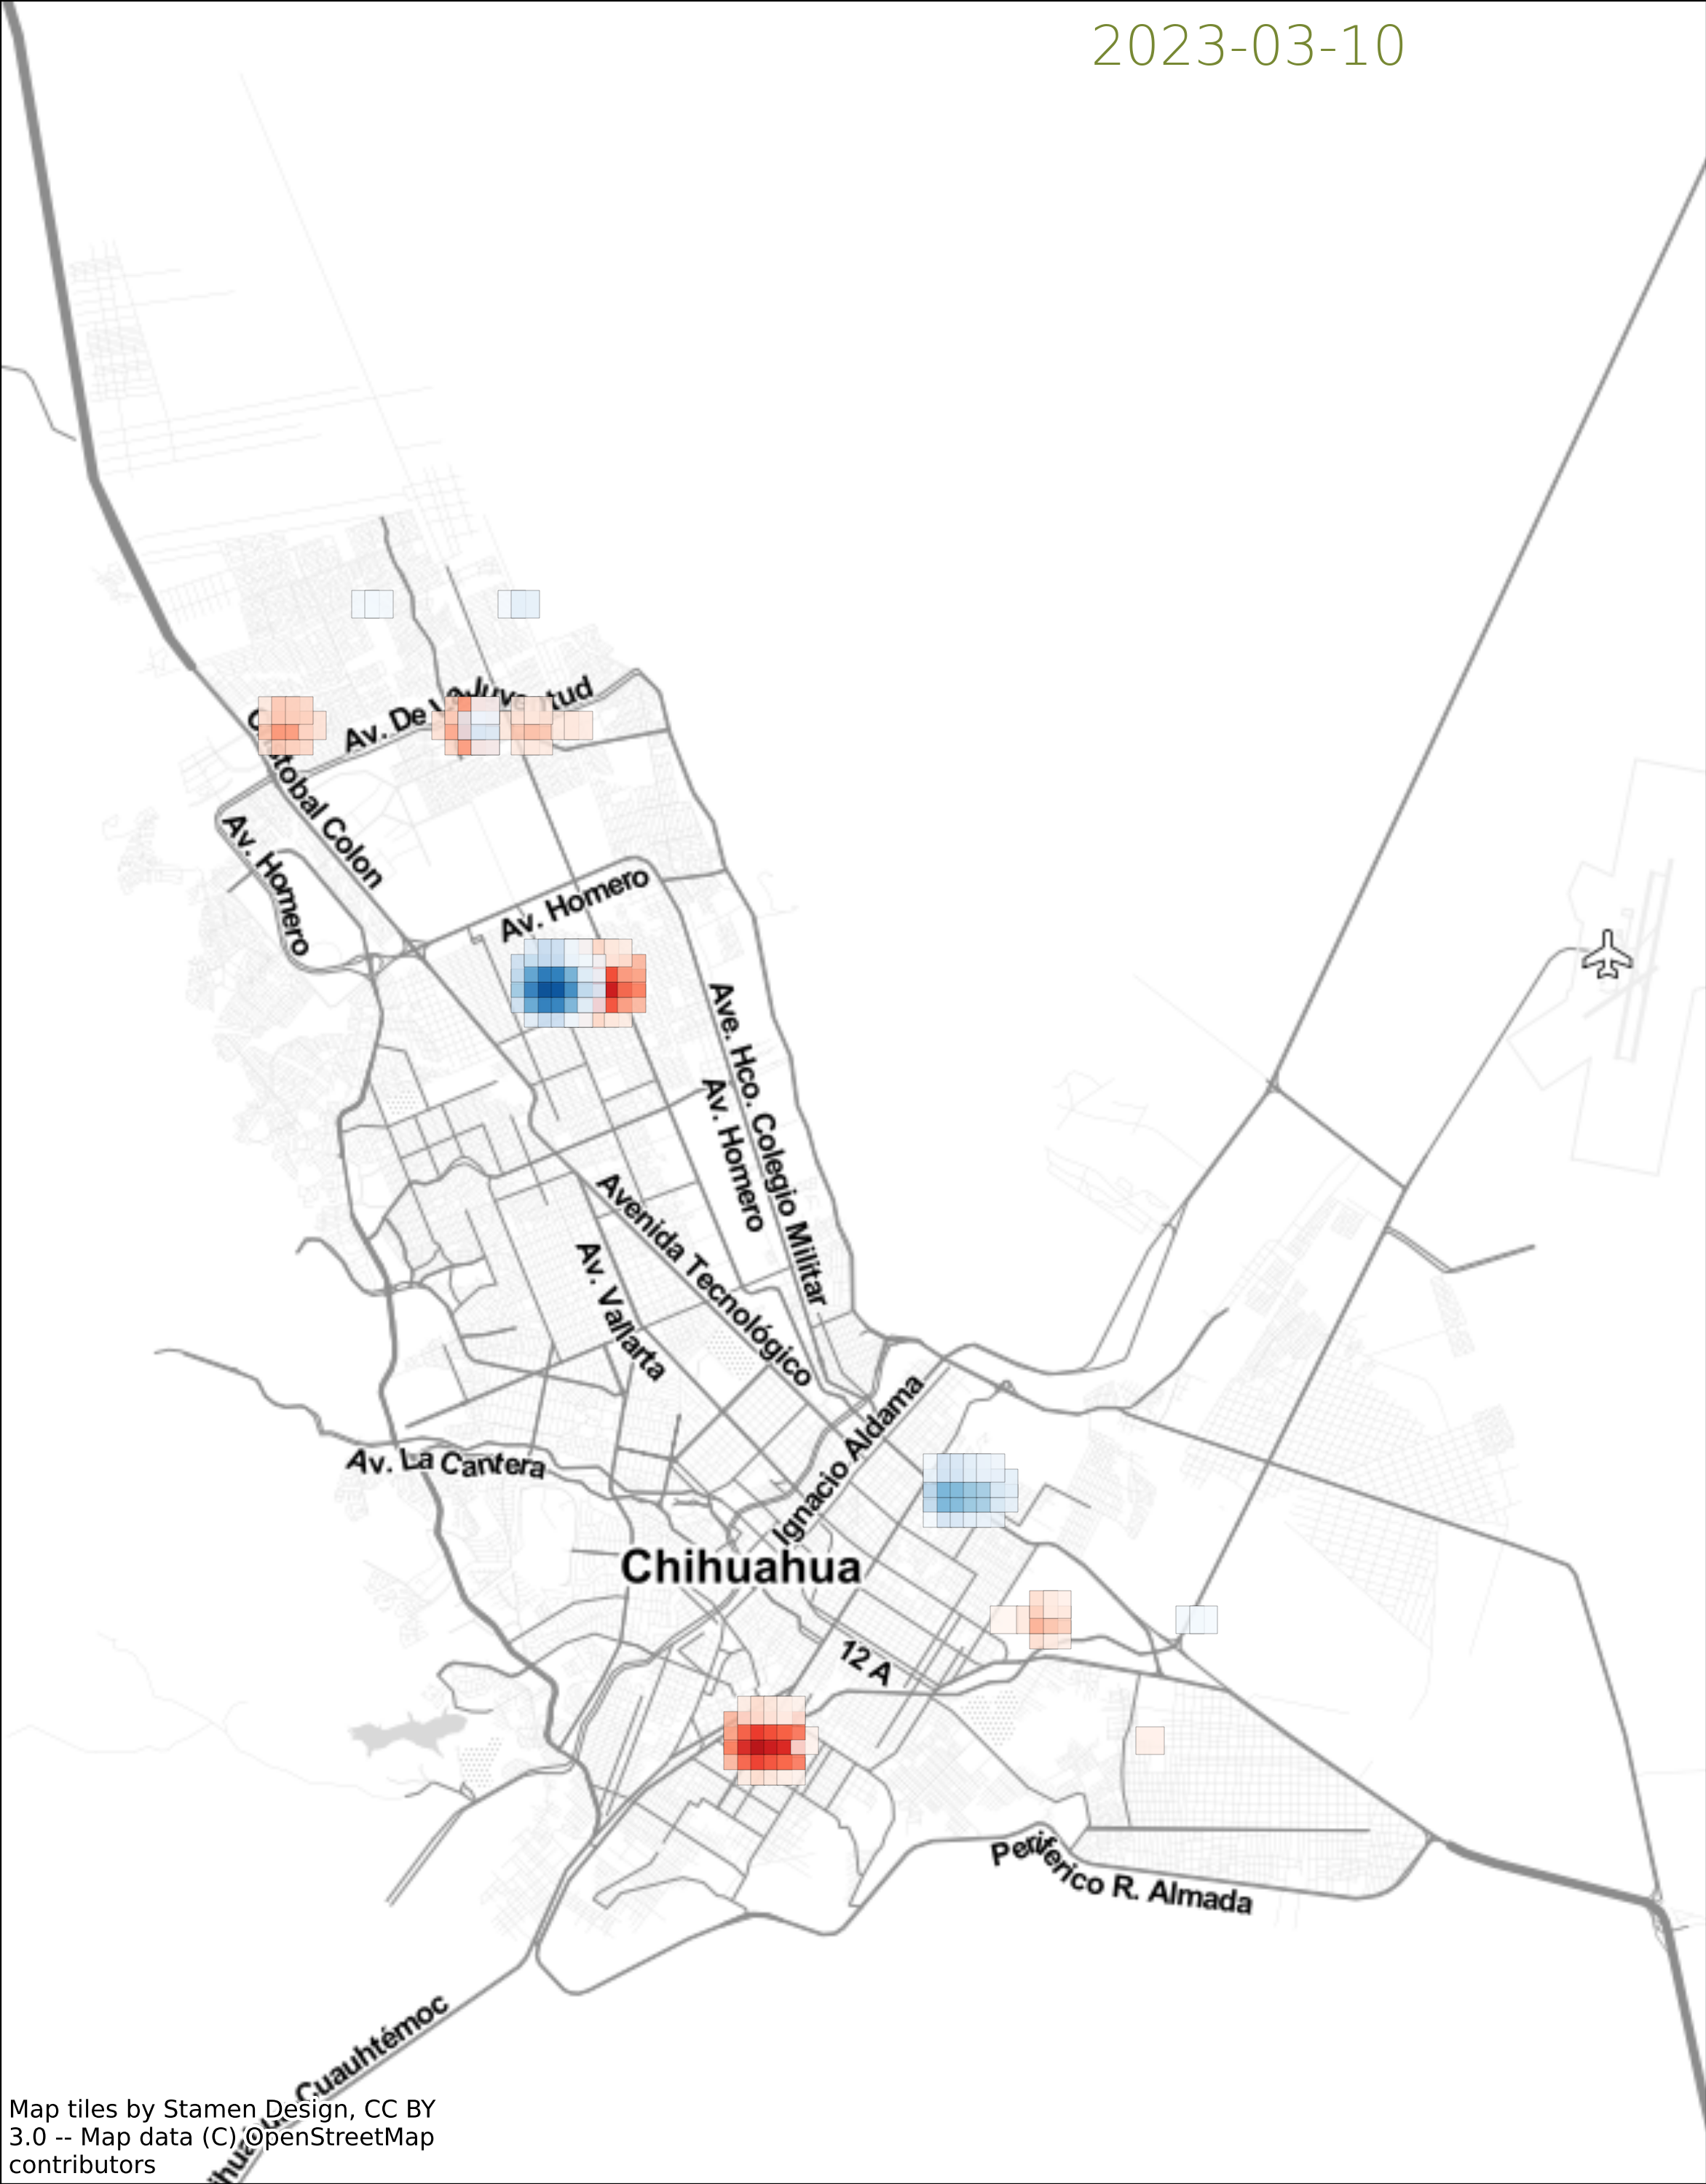 2023-03-10
Av. De La Juventud
Cristobal Colon
Av. Homero
Av. Homero
Ave. Hco. Colegio Militar
Av. Homero
Avenida Tecnológico
Av. Vallarta
Ignacio Aldama
Av. La Cantera
Chihuahua
12 A
Periferico R. Almada
Cuauhtémoc
Map tiles by Stamen Design, CC BY
3.0 -- Map data (C) OpenStreetMap
contributors